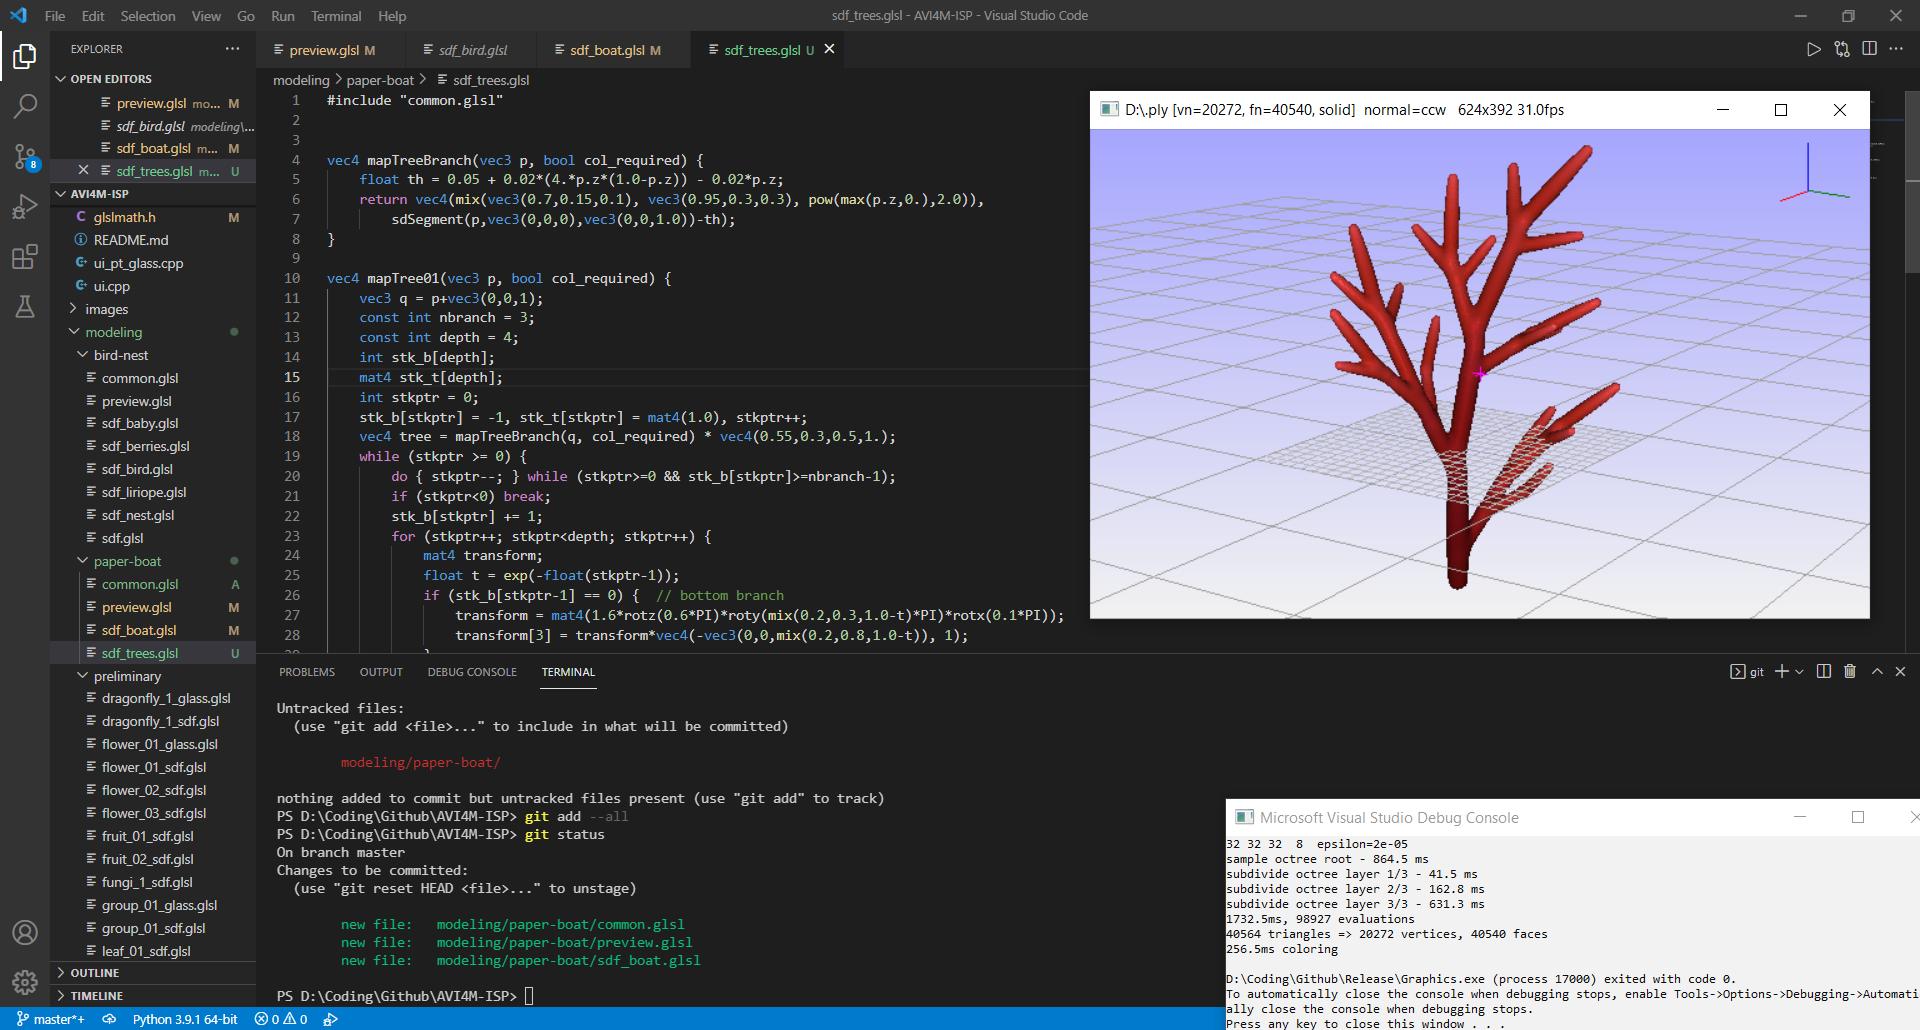 File Edit Selection View Go Run Terminal Help
sdf_trees.glsl - AVI4M-ISP - Visual Studio Code
EXPLORER
OPEN EDITORS
preview.glsl mo... M
sdf_bird.glsl modeling\...
sdf_boat.glsl m... M
sdf_trees.glsl m... U
AVI4M-ISP
glslmath.h M
README.md
ui_pt_glass.cpp
ui.cpp
images
modeling
bird-nest
common.glsl
preview.glsl
sdf_baby.glsl
sdf_berries.glsl
sdf_bird.glsl
sdf_liriope.glsl
sdf_nest.glsl
sdf.glsl
paper-boat
common.glsl A
preview.glsl M
sdf_boat.glsl M
sdf_trees.glsl U
preliminary
dragonfly_1_glass.glsl
dragonfly_1_sdf.glsl
flower_01_glass.glsl
flower_01_sdf.glsl
flower_02_sdf.glsl
flower_03_sdf.glsl
fruit_01_sdf.glsl
fruit_02_sdf.glsl
fungi_1_sdf.glsl
group_01_glass.glsl
group_01_sdf.glsl
leaf_01_sdf.glsl
OUTLINE
TIMELINE
8
preview.glsl M sdf_bird.glsl sdf_boat.glsl M sdf_trees.glsl U
modeling > paper-boat > sdf_trees.glsl
1 #include "common.glsl"
2
3
4 vec4 mapTreeBranch(vec3 p, bool col_required) {
5 float th = 0.05 + 0.02*(4.*p.z*(1.0-p.z)) - 0.02*p.z;
6 return vec4(mix(vec3(0.7,0.15,0.1), vec3(0.95,0.3,0.3), pow(max(p.z,0.),2.0)),
7 sdSegment(p,vec3(0,0,0),vec3(0,0,1.0))-th);
8 }
9
10 vec4 mapTree01(vec3 p, bool col_required) {
11 vec3 q = p+vec3(0,0,1);
12 const int nbranch = 3;
13 const int depth = 4;
14 int stk_b[depth];
15 mat4 stk_t[depth];
16 int stkptr = 0;
17 stk_b[stkptr] = -1, stk_t[stkptr] = mat4(1.0), stkptr++;
18 vec4 tree = mapTreeBranch(q, col_required) * vec4(0.55,0.3,0.5,1.);
19 while (stkptr >= 0) {
20 do { stkptr--; } while (stkptr>=0 && stk_b[stkptr]>=nbranch-1);
21 if (stkptr<0) break;
22 stk_b[stkptr] += 1;
23 for (stkptr++; stkptr<depth; stkptr++) {
24 mat4 transform;
25 float t = exp(-float(stkptr-1));
26 if (stk_b[stkptr-1] == 0) { // bottom branch
27 transform = mat4(1.6*rotz(0.6*PI)*roty(mix(0.2,0.3,1.0-t)*PI)*rotx(0.1*PI));
28 transform[3] = transform*vec4(-vec3(0,0,mix(0.2,0.8,1.0-t)), 1);
D:\.ply [vn=20272, fn=40540, solid] normal=ccw 624x392 31.0fps
PROBLEMS OUTPUT DEBUG CONSOLE TERMINAL
git
Untracked files:
(use "git add <file>..." to include in what will be committed)
modeling/paper-boat/
nothing added to commit but untracked files present (use "git add" to track)
PS D:\Coding\Github\AVI4M-ISP> git add --all
PS D:\Coding\Github\AVI4M-ISP> git status
On branch master
Changes to be committed:
(use "git reset HEAD <file>..." to unstage)
new file: modeling/paper-boat/common.glsl
new file: modeling/paper-boat/preview.glsl
new file: modeling/paper-boat/sdf_boat.glsl
PS D:\Coding\Github\AVI4M-ISP>
Microsoft Visual Studio Debug Console
32 32 32 8 epsilon=2e-05
sample octree root - 864.5 ms
subdivide octree layer 1/3 - 41.5 ms
subdivide octree layer 2/3 - 162.8 ms
subdivide octree layer 3/3 - 631.3 ms
1732.5ms, 98927 evaluations
40564 triangles => 20272 vertices, 40540 faces
256.5ms coloring
D:\Coding\Github\Release\Graphics.exe (process 17000) exited with code 0.
To automatically close the console when debugging stops, enable Tools->Options->Debugging->Automati
ally close the console when debugging stops.
Press any key to close this window . . .
master*+ Python 3.9.1 64-bit 0 0